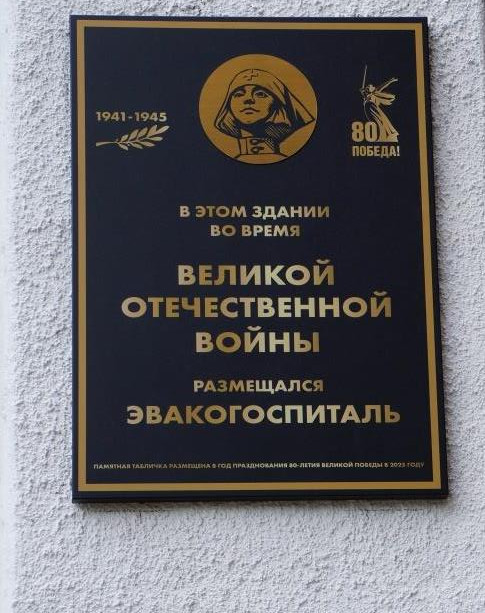 1941-1945
80
ПОБЕДА!
В ЭТОМ ЗДАНИИ
ВО ВРЕМЯ
ВЕЛИКОЙ
ОТЕЧЕСТВЕННОЙ
ВОЙНЫ
РАЗМЕЩАЛСЯ
ЭВАКОГОСПИТАЛЬ
ПАМЯТНАЯ ТАБЛИЧКА РАЗМЕЩЕНА В ГОД ПРАЗДНОВАНИЯ 80-ЛЕТИЯ ВЕЛИКОЙ ПОБЕДЫ В 2025 ГОДУ